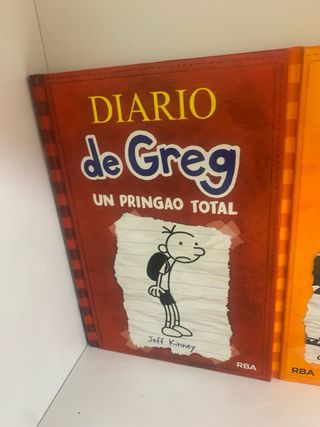 DIARIO
de Greg
UN PRINGAO TOTAL
Jeff Kinney
RBA
RBA